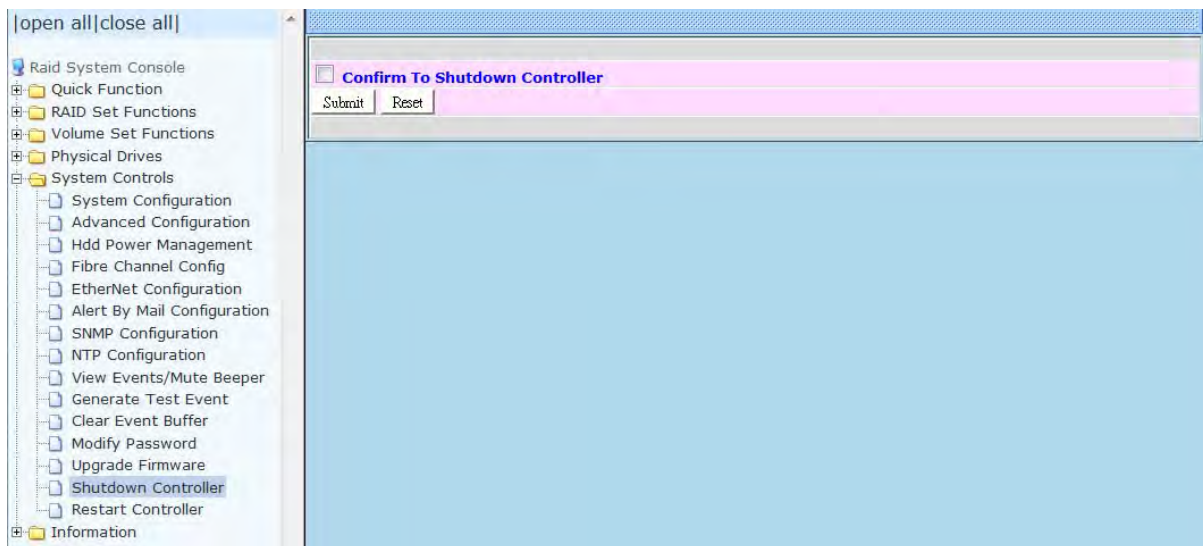 |open all|close all|
Raid System Console
Quick Function
RAID Set Functions
Volume Set Functions
Physical Drives
System Controls
System Configuration
Advanced Configuration
Hdd Power Management
Fibre Channel Config
EtherNet Configuration
Alert By Mail Configuration
SNMP Configuration
NTP Configuration
View Events/Mute Beeper
Generate Test Event
Clear Event Buffer
Modify Password
Upgrade Firmware
Shutdown Controller
Restart Controller
Information
Confirm To Shutdown Controller
Submit Reset